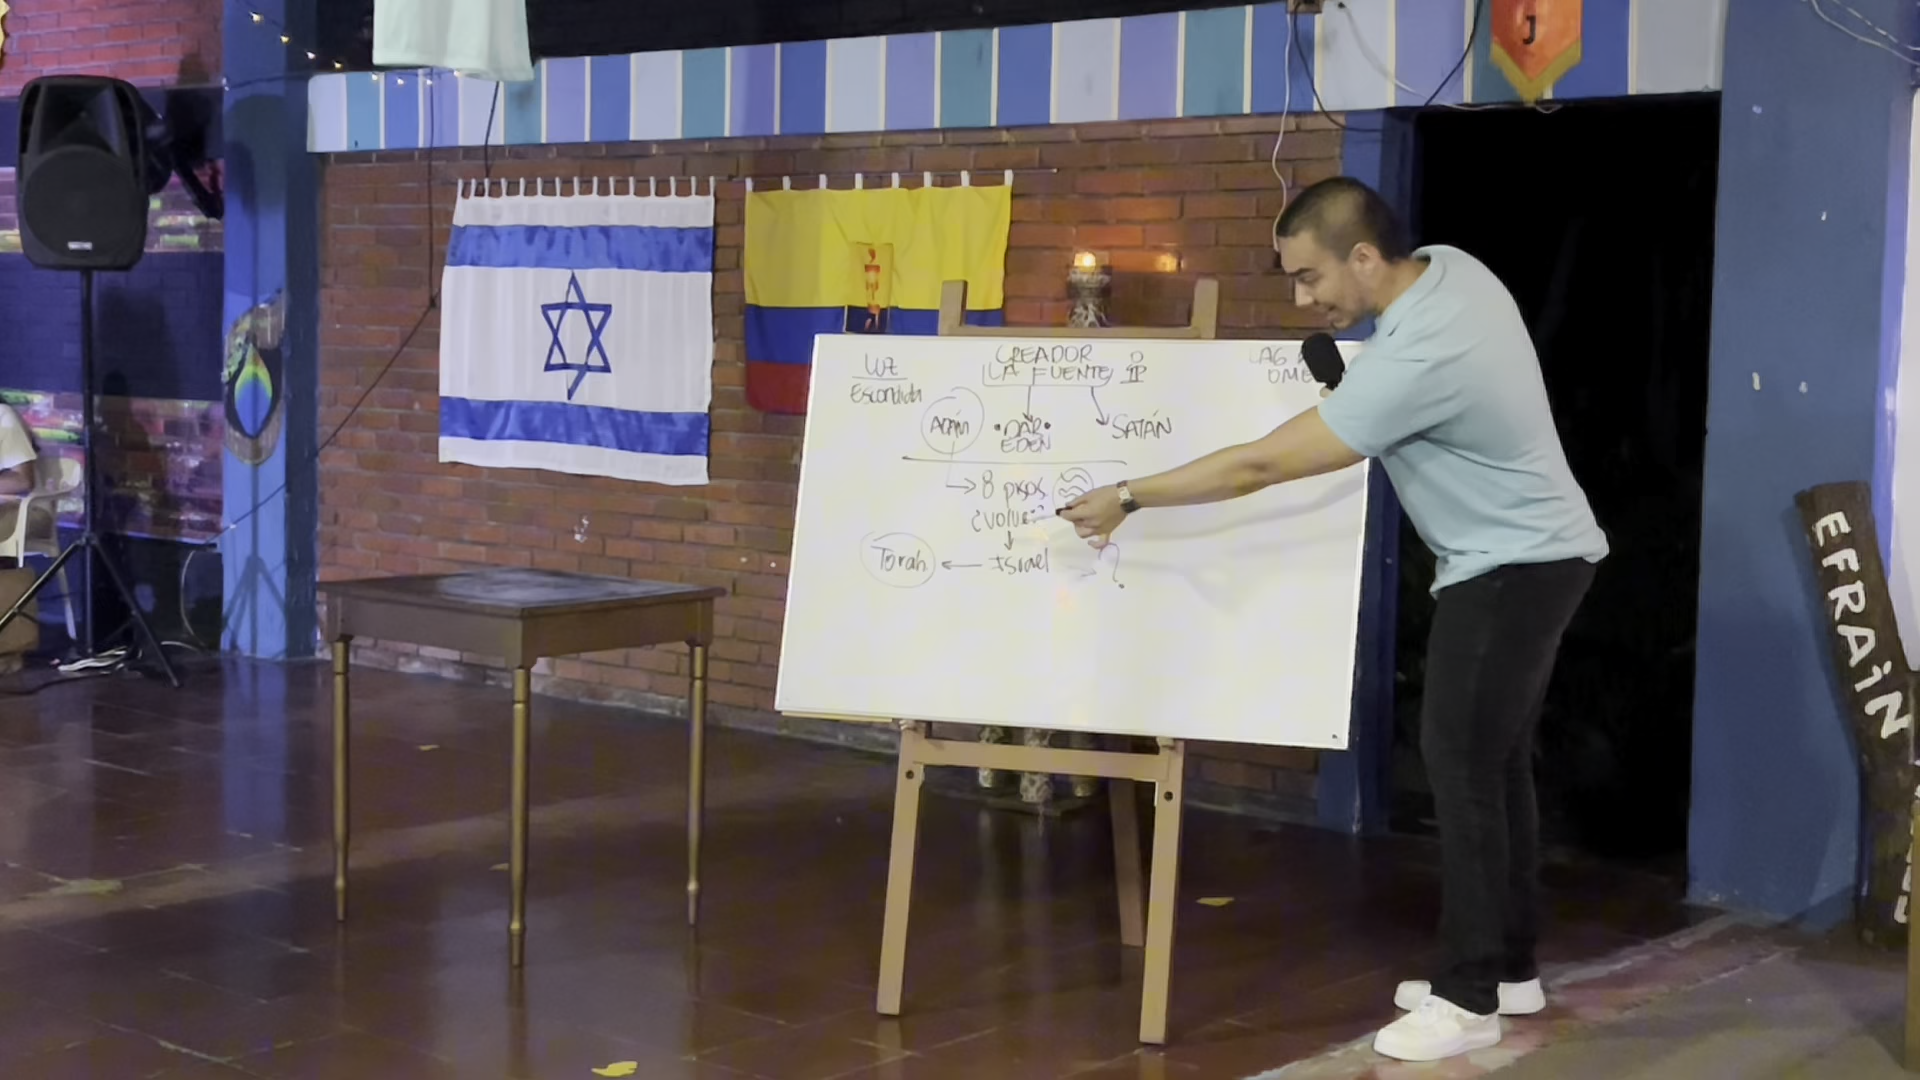 LUZ
Escondida
CREADOR
LA FUENTE
ADÁN
DAR
EDEN
SATÁN
8 pisos
Torah
Israel
?
J
EFRAIN